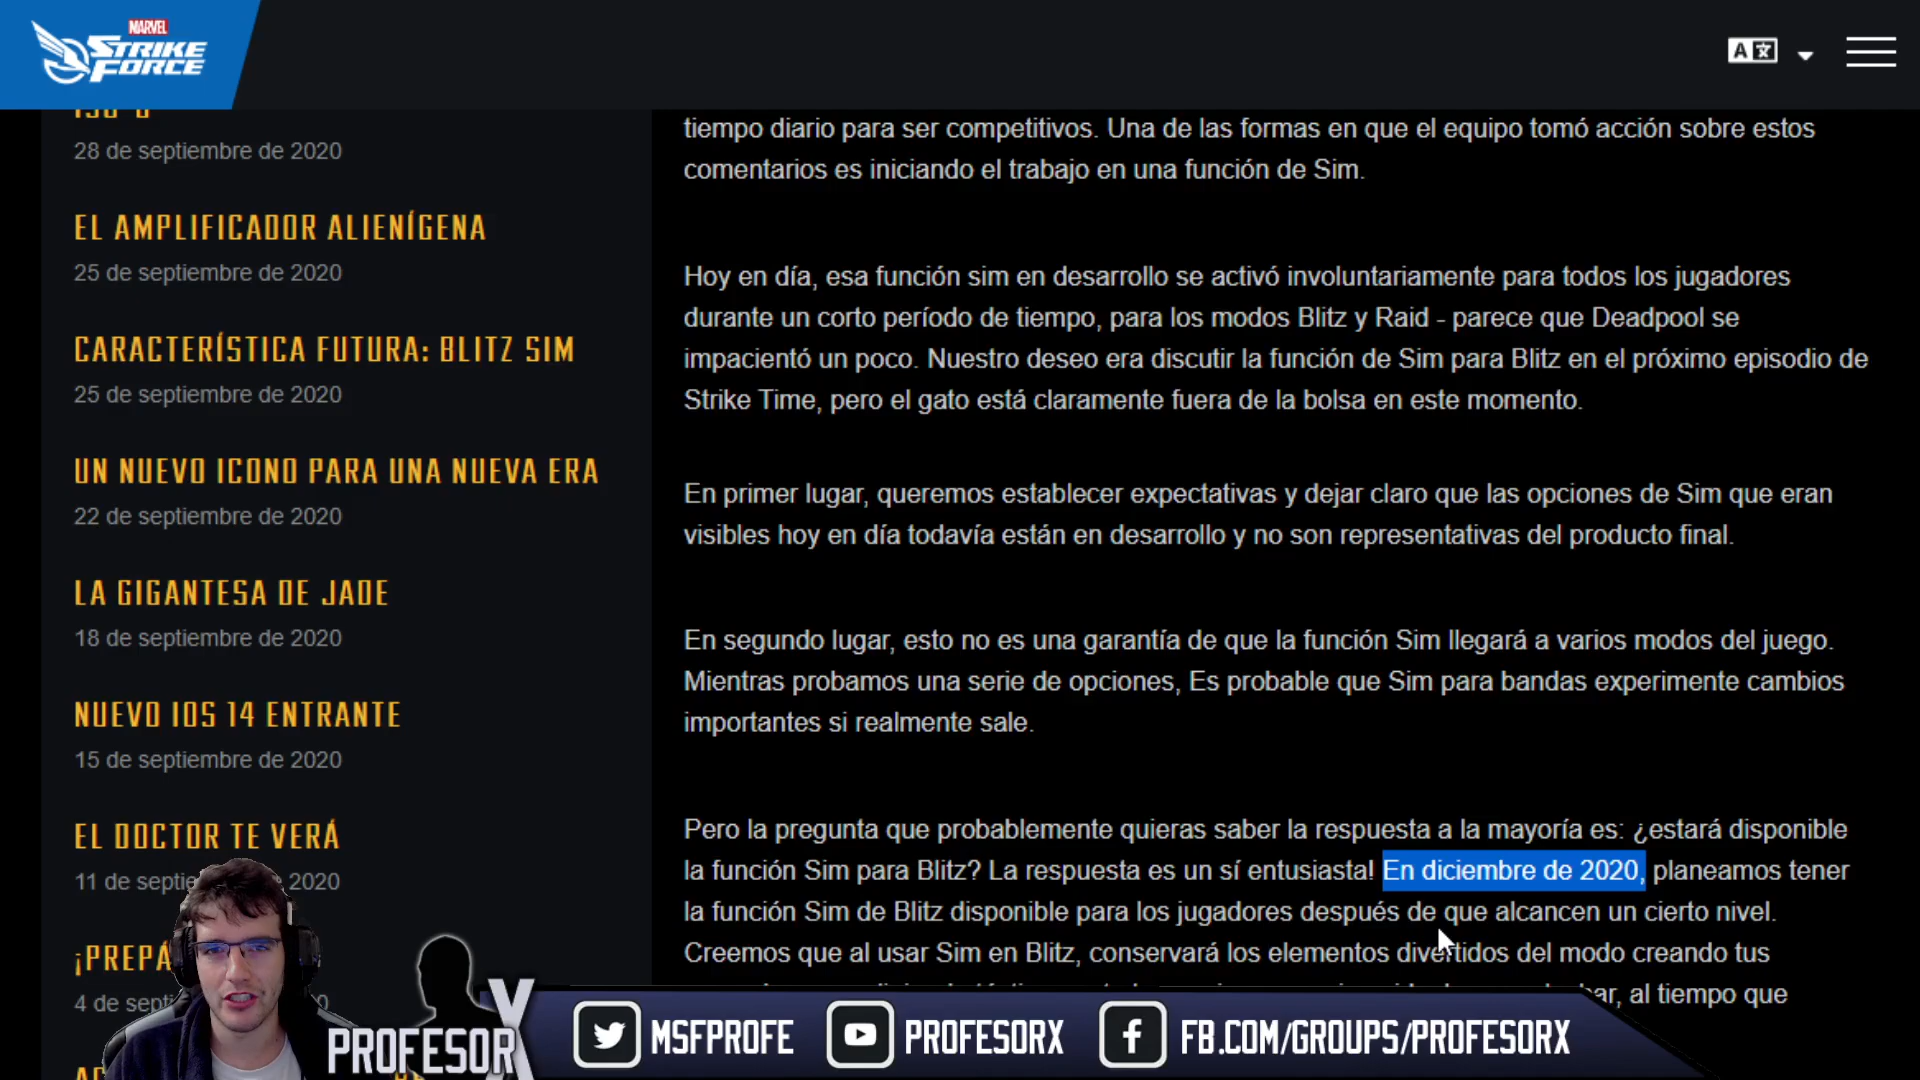 MARVEL
STRIKE
FORCE
A
28 de septiembre de 2020
EL AMPLIFICADOR ALIENÍGENA
25 de septiembre de 2020
CARACTERÍSTICA FUTURA: BLITZ SIM
25 de septiembre de 2020
UN NUEVO ICONO PARA UNA NUEVA ERA
22 de septiembre de 2020
LA GIGANTESA DE JADE
18 de septiembre de 2020
NUEVO IOS 14 ENTRANTE
15 de septiembre de 2020
EL DOCTOR TE VERÁ
11 de 2020
4 de
tiempo diario para ser competitivos. Una de las formas en que el equipo tomó acción sobre estos
comentarios es iniciando el trabajo en una función de Sim.
Hoy en día, esa función sim en desarrollo se activó involuntariamente para todos los jugadores
durante un corto período de tiempo, para los modos Blitz y Raid - parece que Deadpool se
impacientó un poco. Nuestro deseo era discutir la función de Sim para Blitz en el próximo episodio de
Strike Time, pero el gato está claramente fuera de la bolsa en este momento.
En primer lugar, queremos establecer expectativas y dejar claro que las opciones de Sim que eran
visibles hoy en día todavía están en desarrollo y no son representativas del producto final.
En segundo lugar, esto no es una garantía de que la función Sim llegará a varios modos del juego.
Mientras probamos una serie de opciones, Es probable que Sim para bandas experimente cambios
importantes si realmente sale.
Pero la pregunta que probablemente quieras saber la respuesta a la mayoría es: ¿estará disponible
la función Sim para Blitz? La respuesta es un sí entusiasta! En diciembre de 2020, planeamos tener
la función Sim de Blitz disponible para los jugadores después de que alcancen un cierto nivel.
Creemos que al usar Sim en Blitz, conservará los elementos divertidos del modo creando tus
al tiempo que
PROFESORX
MSFPROFE
PROFESORX
FB.COM/GROUPS/PROFESORX